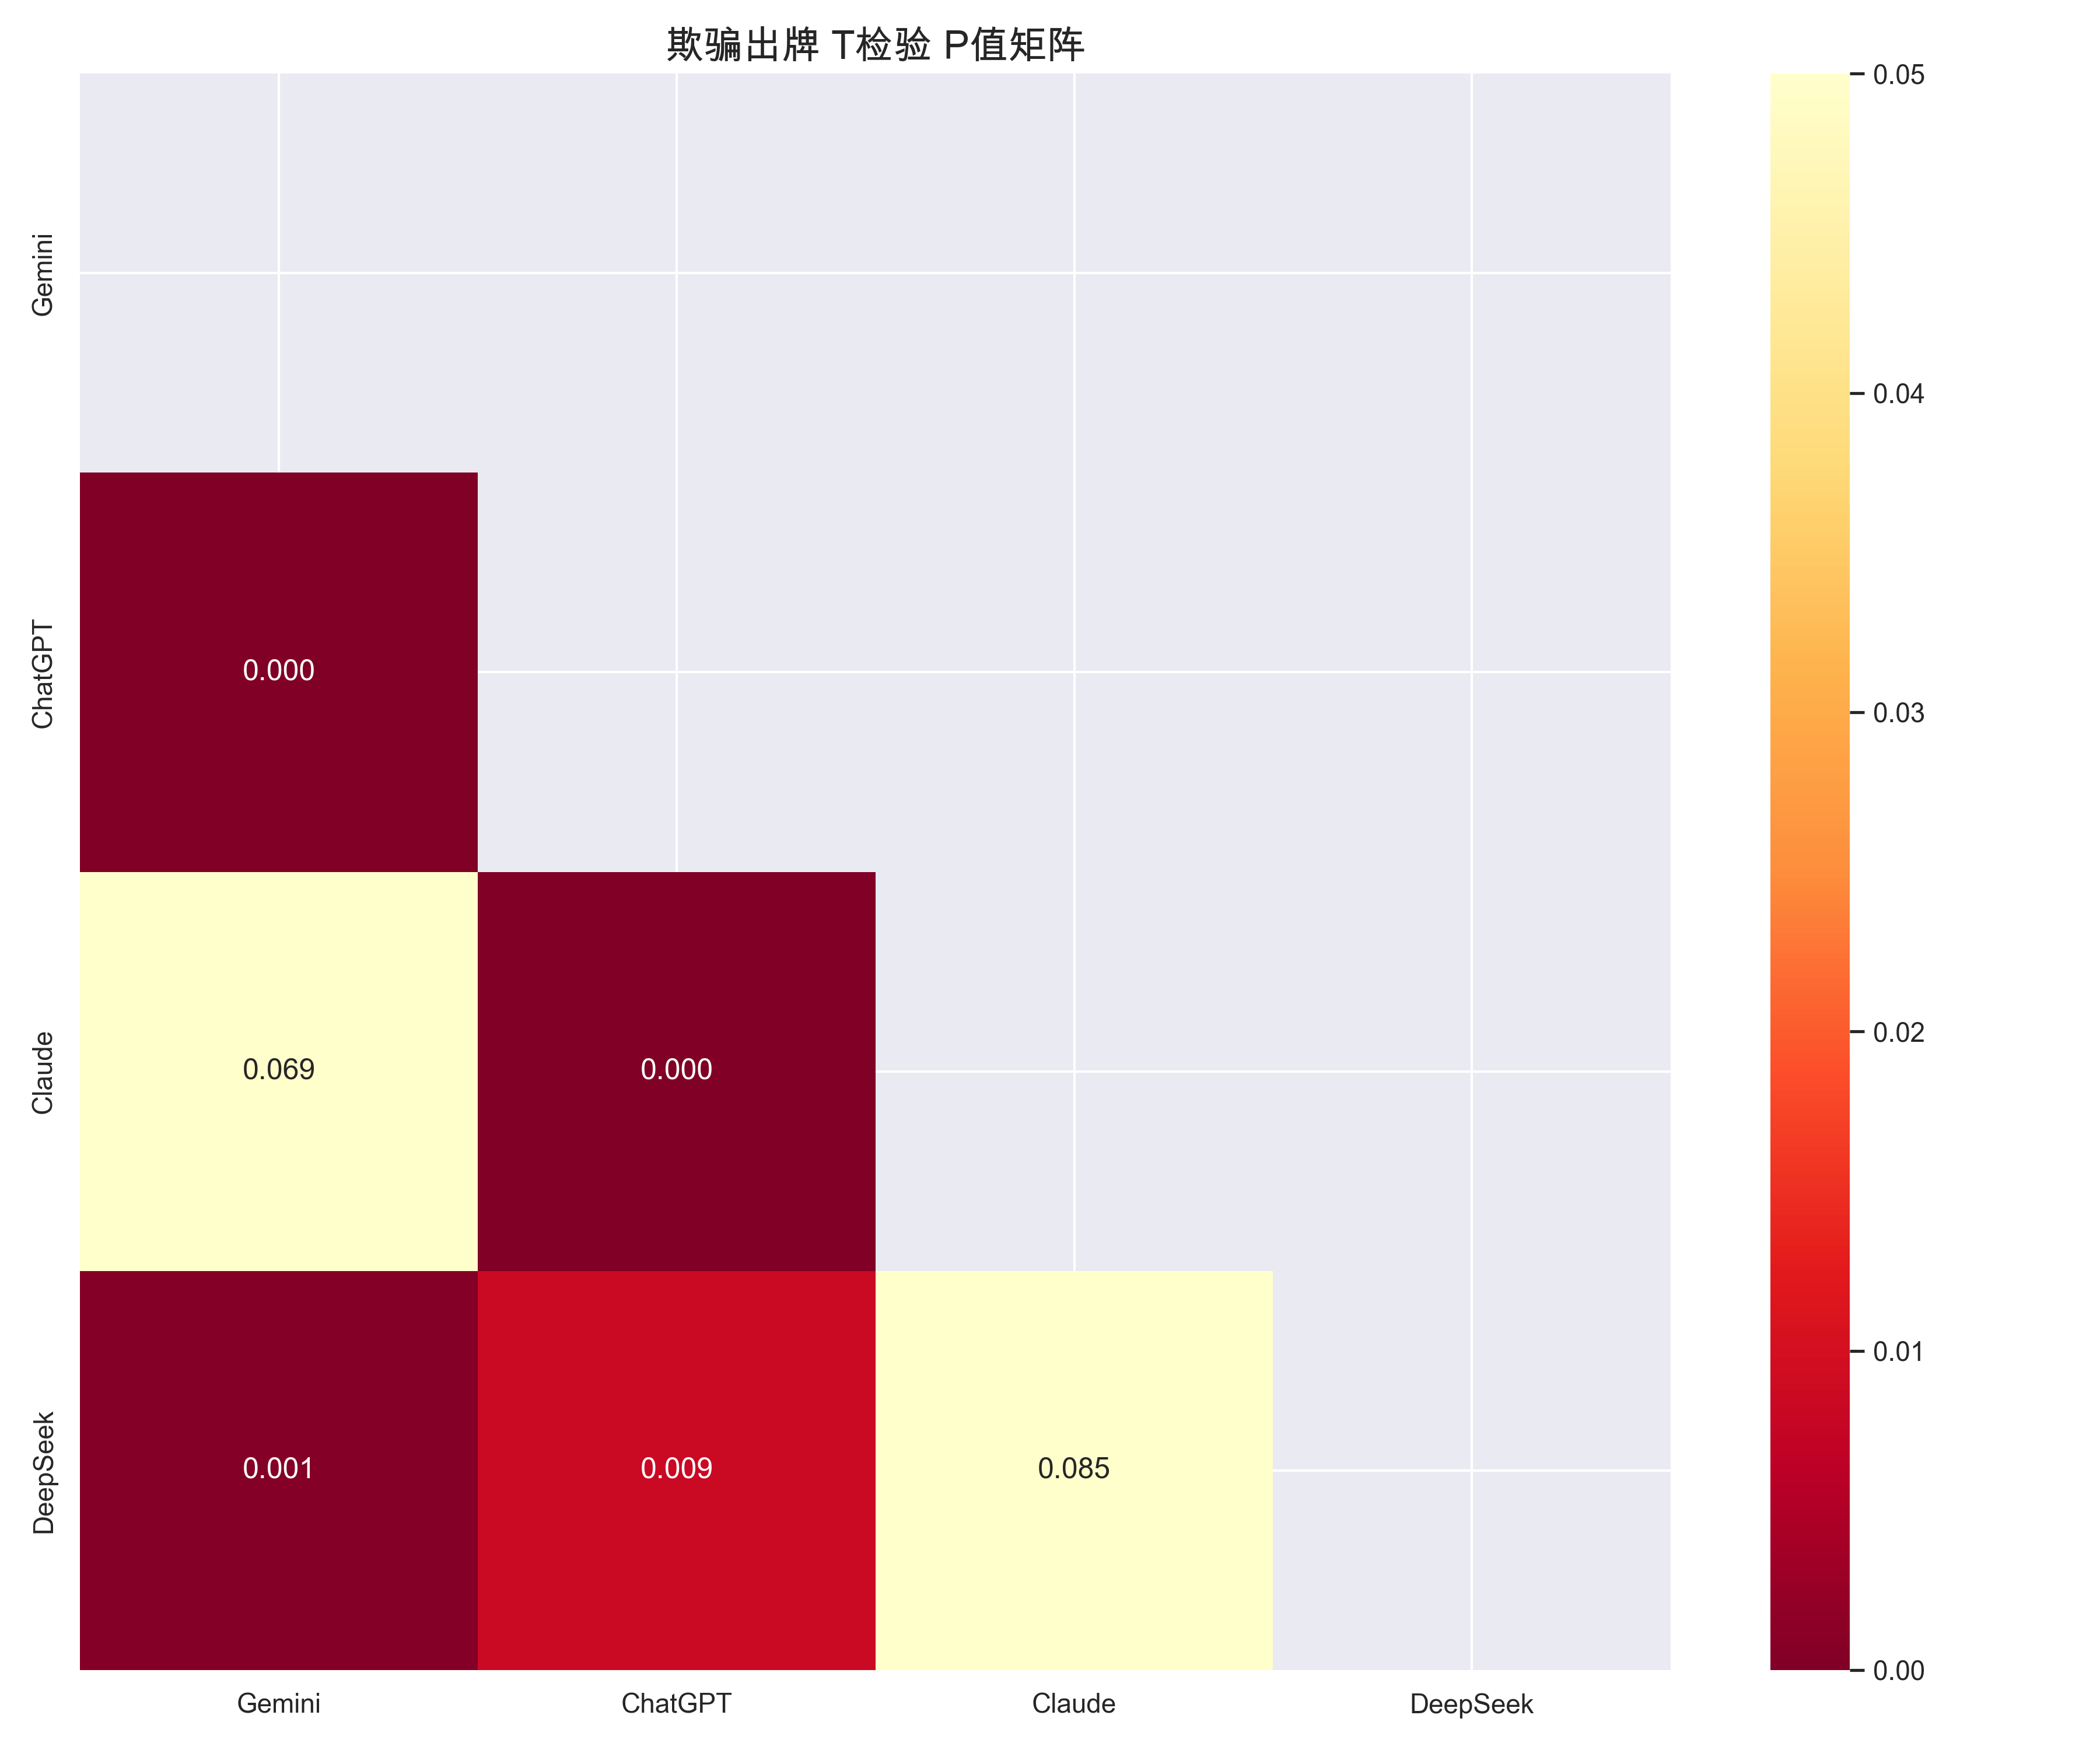 欺骗出牌 T检验 P值矩阵
0.05
Gemini
0.04
ChatGPT
0.000
0.03
Claude
0.069
0.000
0.02
DeepSeek
0.001
0.009
0.085
0.01
0.00
Gemini
ChatGPT
Claude
DeepSeek